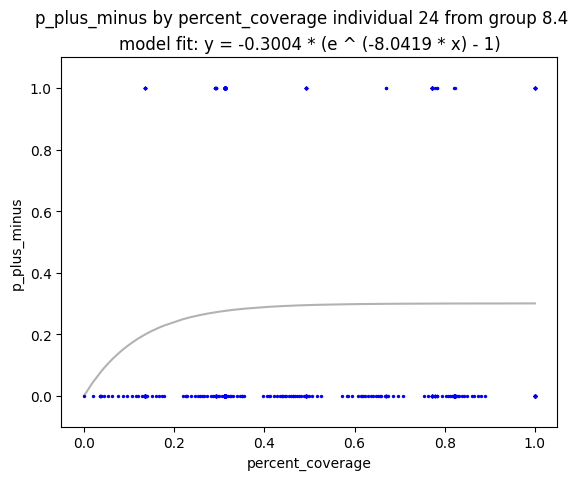 p_plus_minus by percent_coverage individual 24 from group 8.4
model fit: y = -0.3004 * (e ^ (-8.0419 * x) - 1)
1.0
0.8
0.6
0.4
0.2
0.0
p_plus_minus
0.0 0.2 0.4 0.6 0.8 1.0
percent_coverage